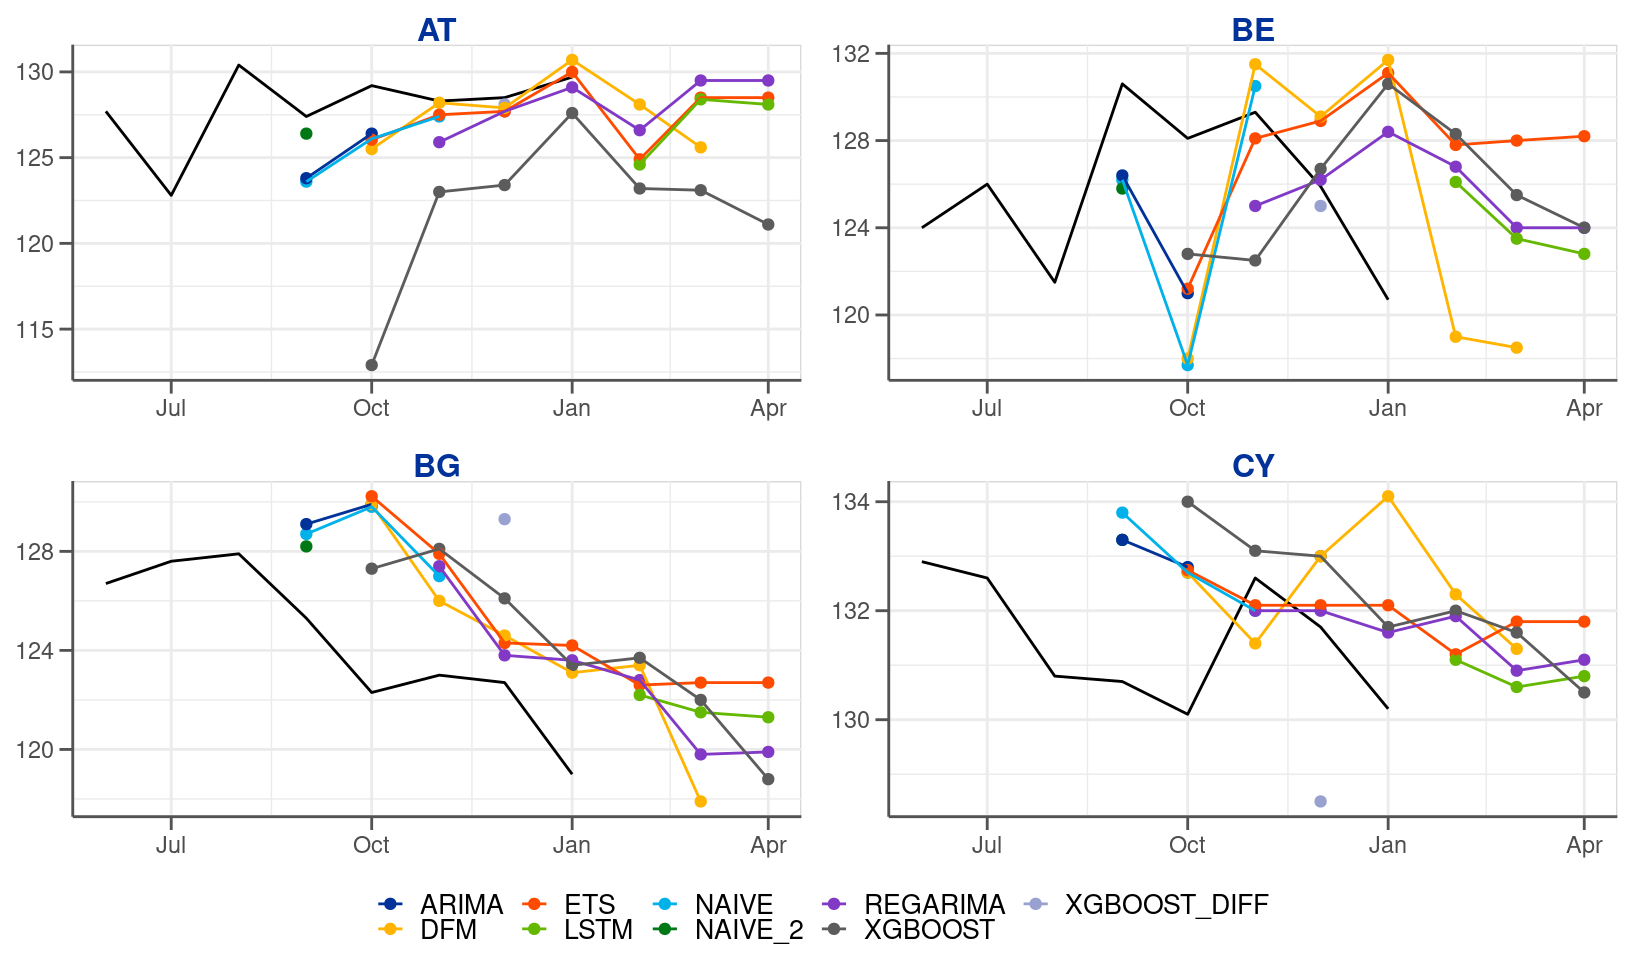 AT
BE
130
125
120
115
Jul
Oct
Jan
Apr
132
128
124
120
Jul
Oct
Jan
Apr
BG
CY
128
124
120
Jul
Oct
Jan
Apr
134
132
130
Jul
Oct
Jan
Apr
ARIMA ETS NAIVE REGARIMA XGBOOST_DIFF
DFM LSTM NAIVE_2 XGBOOST